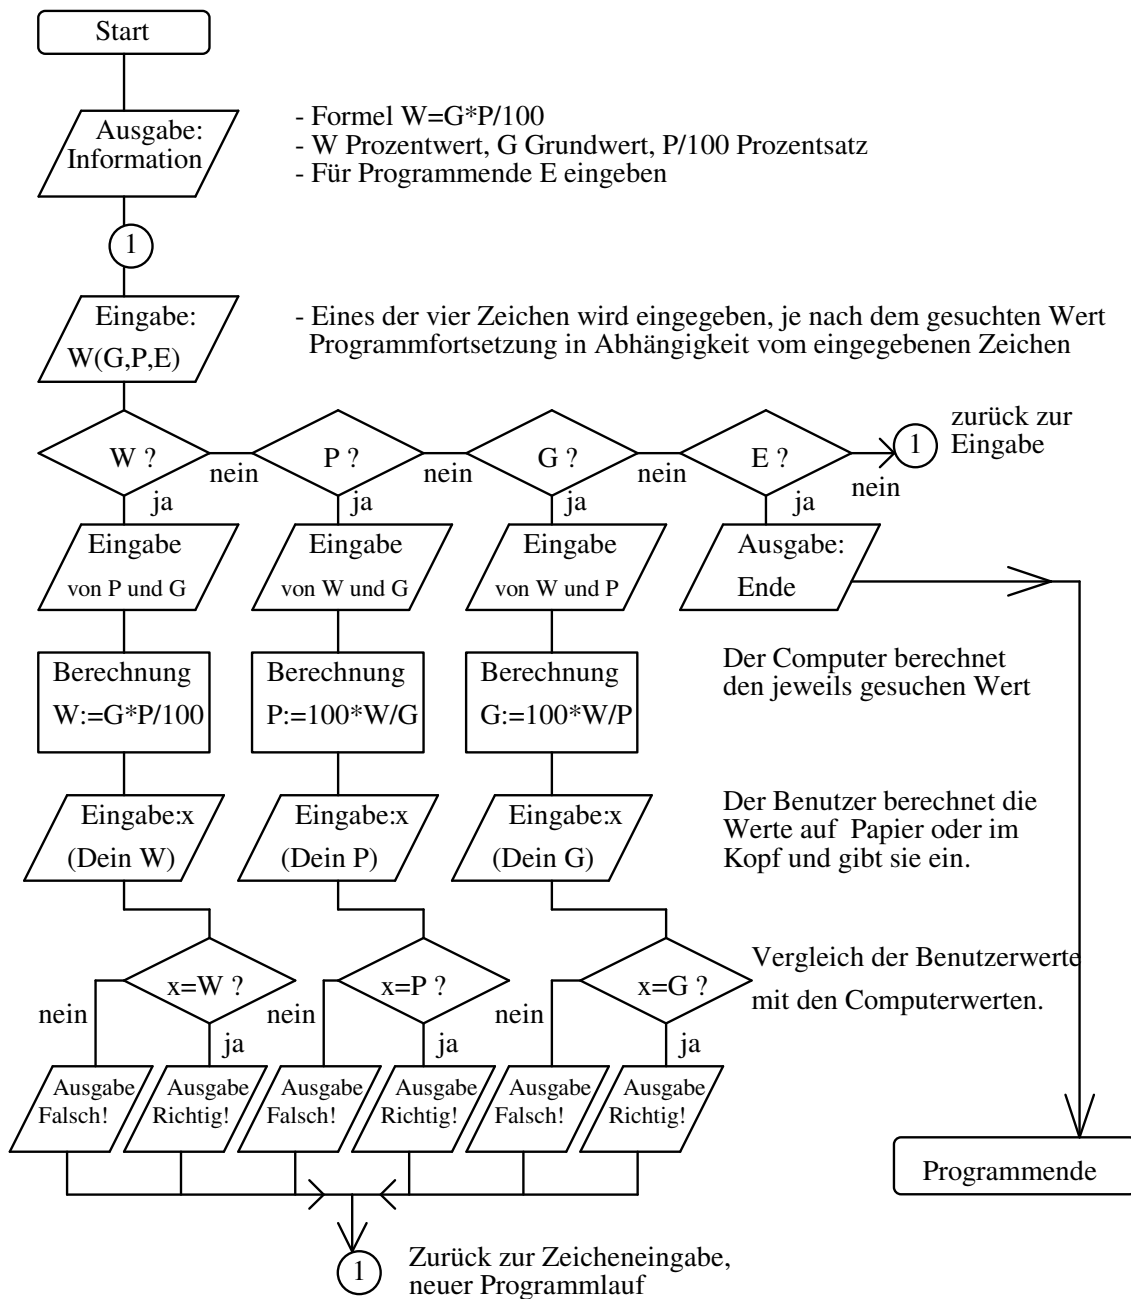 Start
Ausgabe:
Information
- Formel W=G*P/100
- W Prozentwert, G Grundwert, P/100 Prozentsatz
- Für Programmende E eingeben
1
Eingabe:
W(G,P,E)
- Eines der vier Zeichen wird eingegeben, je nach dem gesuchten Wert
Programmfortsetzung in Abhängigkeit vom eingegebenen Zeichen
W ?
nein
P ?
nein
G ?
nein
E ?
nein
1
zurück zur
Eingabe
ja
ja
ja
ja
Eingabe
von P und G
Eingabe
von W und G
Eingabe
von W und P
Ausgabe:
Ende
Berechnung
W:=G*P/100
Berechnung
P:=100*W/G
Berechnung
G:=100*W/P
Der Computer berechnet
den jeweils gesuchen Wert
Eingabe:x
(Dein W)
Eingabe:x
(Dein P)
Eingabe:x
(Dein G)
Der Benutzer berechnet die
Werte auf Papier oder im
Kopf und gibt sie ein.
x=W ?
x=P ?
x=G ?
Vergleich der Benutzerwerte
mit den Computerwerten.
nein
ja
nein
ja
nein
ja
Ausgabe
Falsch!
Ausgabe
Richtig!
Ausgabe
Falsch!
Ausgabe
Richtig!
Ausgabe
Falsch!
Ausgabe
Richtig!
Programmende
1
Zurück zur Zeicheneingabe,
neuer Programmlauf